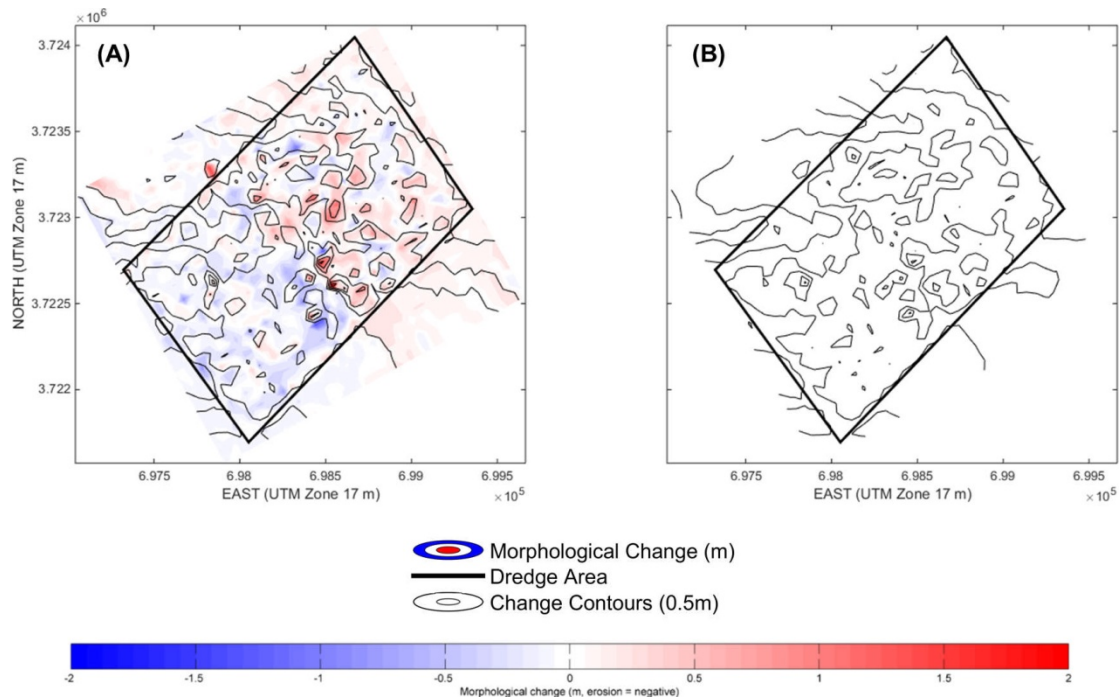 × 10⁶
(A)
(B)
3.724
3.7235
3.723
3.7225
3.722
NORTH (UTM Zone 17 m)
6.975 6.98 6.985 6.99 6.995
EAST (UTM Zone 17 m)
× 10⁵
6.975 6.98 6.985 6.99 6.995
EAST (UTM Zone 17 m)
× 10⁵
Morphological Change (m)
Dredge Area
Change Contours (0.5m)
-2 -1.5 -1 -0.5 0 0.5 1 1.5 2
Morphological change (m, erosion = negative)